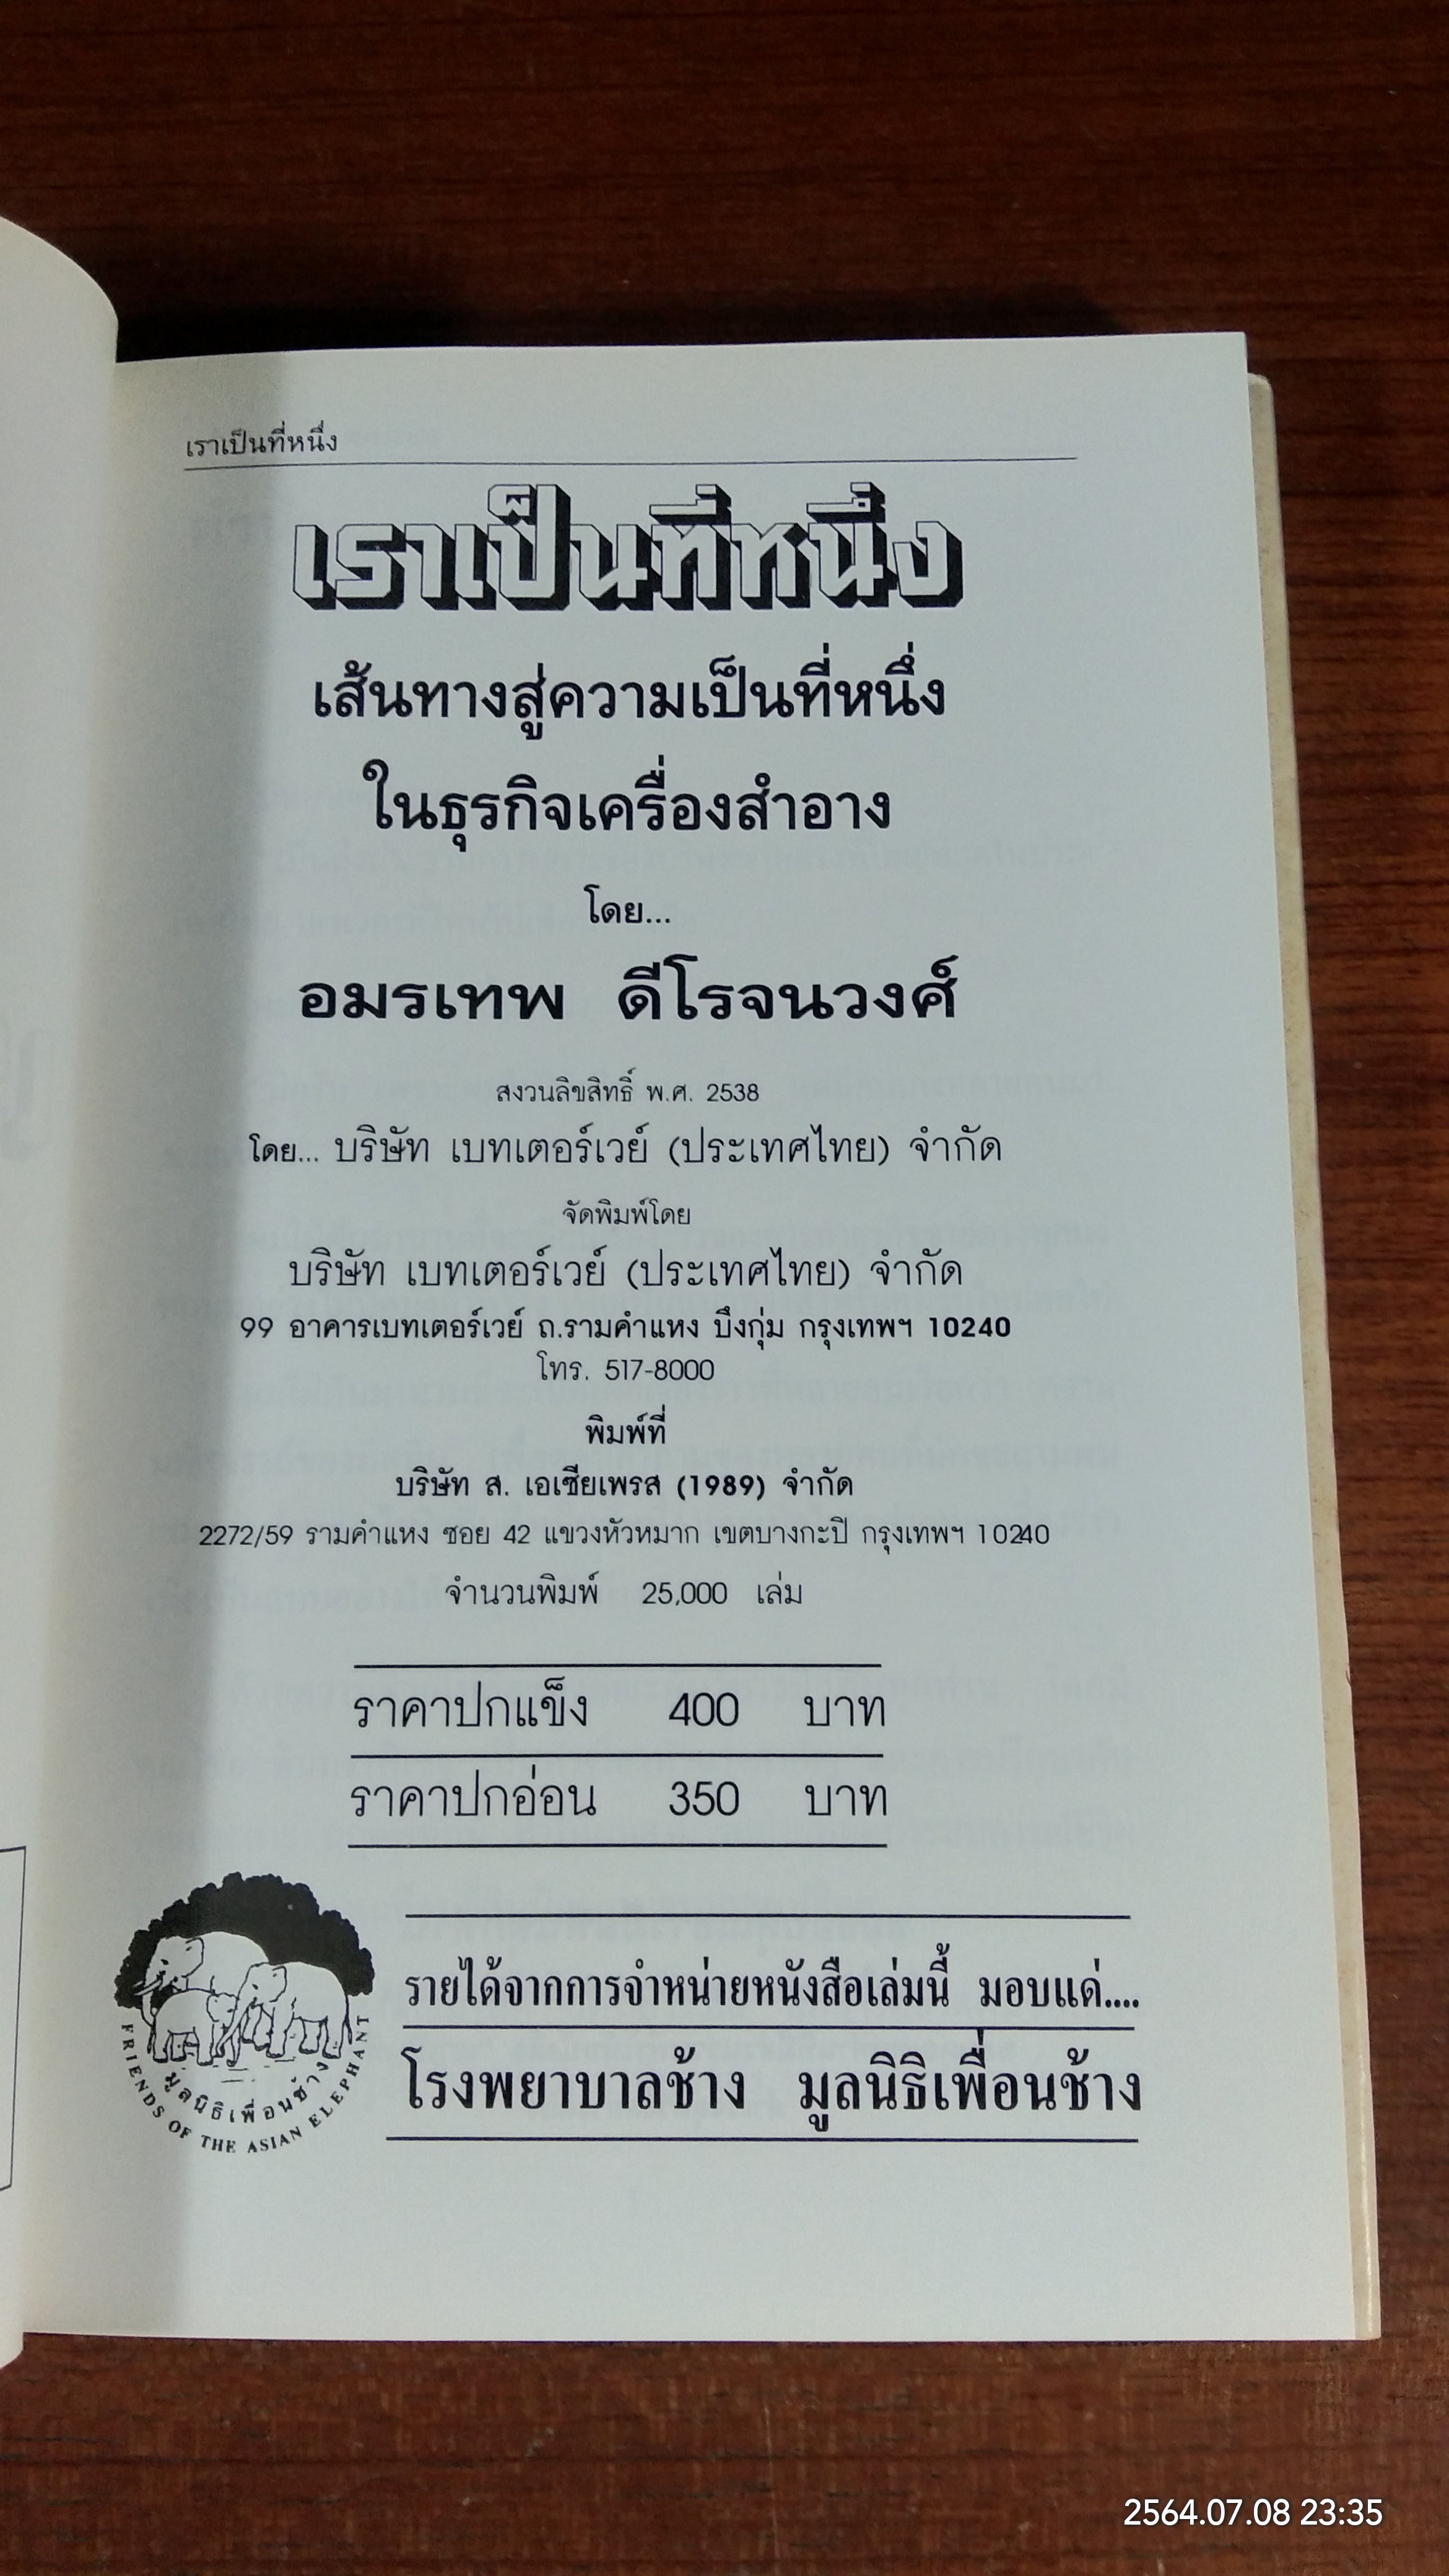 เราเป็นที่หนึ่ง
เราเป็นที่หนึ่ง
เส้นทางสู่ความเป็นที่หนึ่ง
ในธุรกิจเครื่องสำอาง
โดย...
อมรเทพ ดีโรจนวงศ์
สงวนลิขสิทธิ์ พ.ศ. 2538
โดย... บริษัท เบทเตอร์เวย์ (ประเทศไทย) จำกัด
จัดพิมพ์โดย
บริษัท เบทเตอร์เวย์ (ประเทศไทย) จำกัด
99 อาคารเบทเตอร์เวย์ ถ.รามคำแหง บึงกุ่ม กรุงเทพฯ 10240
โทร. 517-8000
พิมพ์ที่
บริษัท ส. เอเซียเพรส (1989) จำกัด
2272/59 รามคำแหง ซอย 42 แขวงหัวหมาก เขตบางกะปิ กรุงเทพฯ 10240
จำนวนพิมพ์ 25,000 เล่ม
ราคาปกแข็ง 400 บาท
ราคาปกอ่อน 350 บาท
รายได้จากการจำหน่ายหนังสือเล่มนี้ มอบแด่....
โรงพยาบาลช้าง มูลนิธิเพื่อนช้าง
มูลนิธิเพื่อนช้าง
FRIENDS OF THE ASIAN ELEPHANT
2564.07.08 23:35